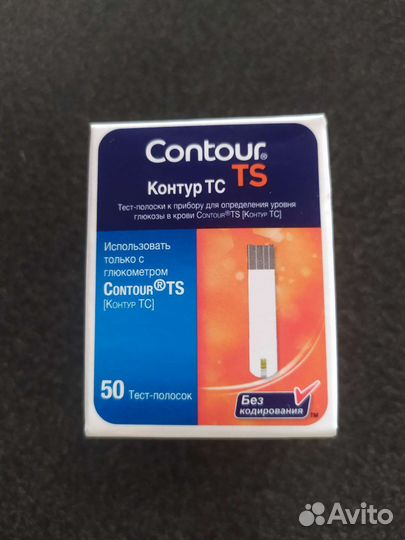 Contour®
TS
Контур ТС
Тест-полоски к прибору для определения уровня
глюкозы в крови CONTOUR®TS [КОНТУР ТС]
Использовать
только с
глюкометром
CONTOUR®TS
[КОНТУР ТС]
50 Тест-полосок
Без
кодирования
TM
Avito